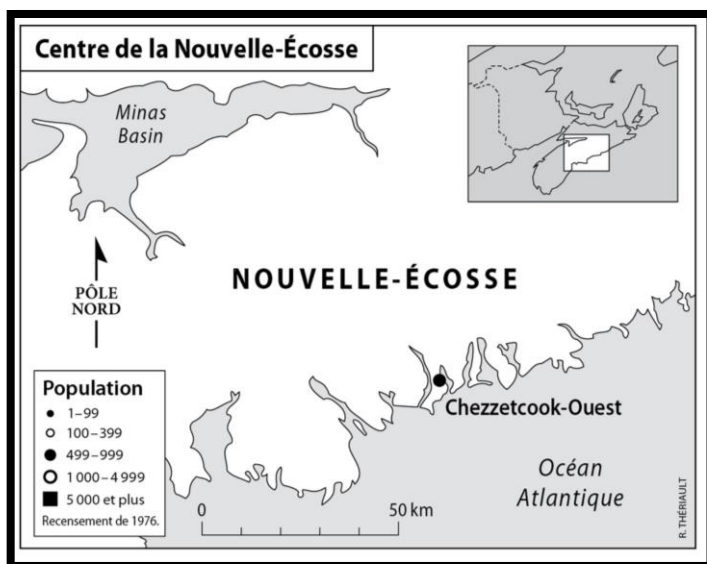 Centre de la Nouvelle-Écosse
Minas
Basin
PÔLE
NORD
NOUVELLE-ÉCOSSE
Chezzetcook-Ouest
Océan
Atlantique
Population
1–99
100–399
499–999
1 000–4 999
5 000 et plus
Recensement de 1976.
0
50 km
R. THÉRIAULT